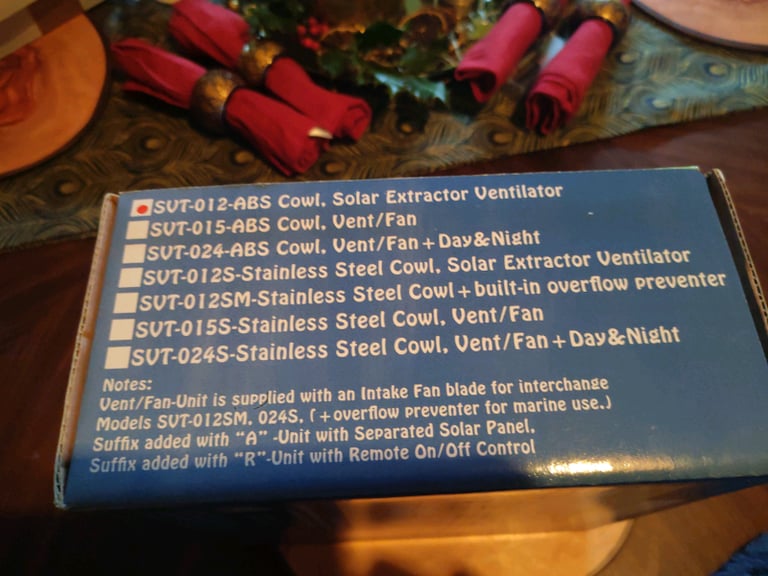 SVT-012-ABS Cowl, Solar Extractor Ventilator
SVT-015-ABS Cowl, Vent/Fan
SVT-024-ABS Cowl, Vent/Fan + Day&Night
SVT-012S-Stainless Steel Cowl, Solar Extractor Ventilator
SVT-012SM-Stainless Steel Cowl + built-in overflow preventer
SVT-015S-Stainless Steel Cowl, Vent/Fan
SVT-024S-Stainless Steel Cowl, Vent/Fan + Day&Night
Notes:
Vent/Fan-Unit is supplied with an Intake Fan blade for interchange
Models SVT-012SM, 024S, (+overflow preventer for marine use.)
Suffix added with “A” -Unit with Separated Solar Panel,
Suffix added with “R”-Unit with Remote On/Off Control